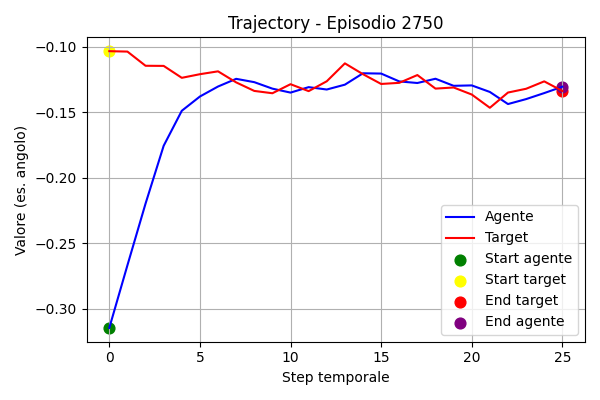 Trajectory - Episodio 2750
Valore (es. angolo)
−0.10
−0.15
−0.20
−0.25
−0.30
0
5
10
15
20
25
Step temporale
Agente
Target
Start agente
Start target
End target
End agente